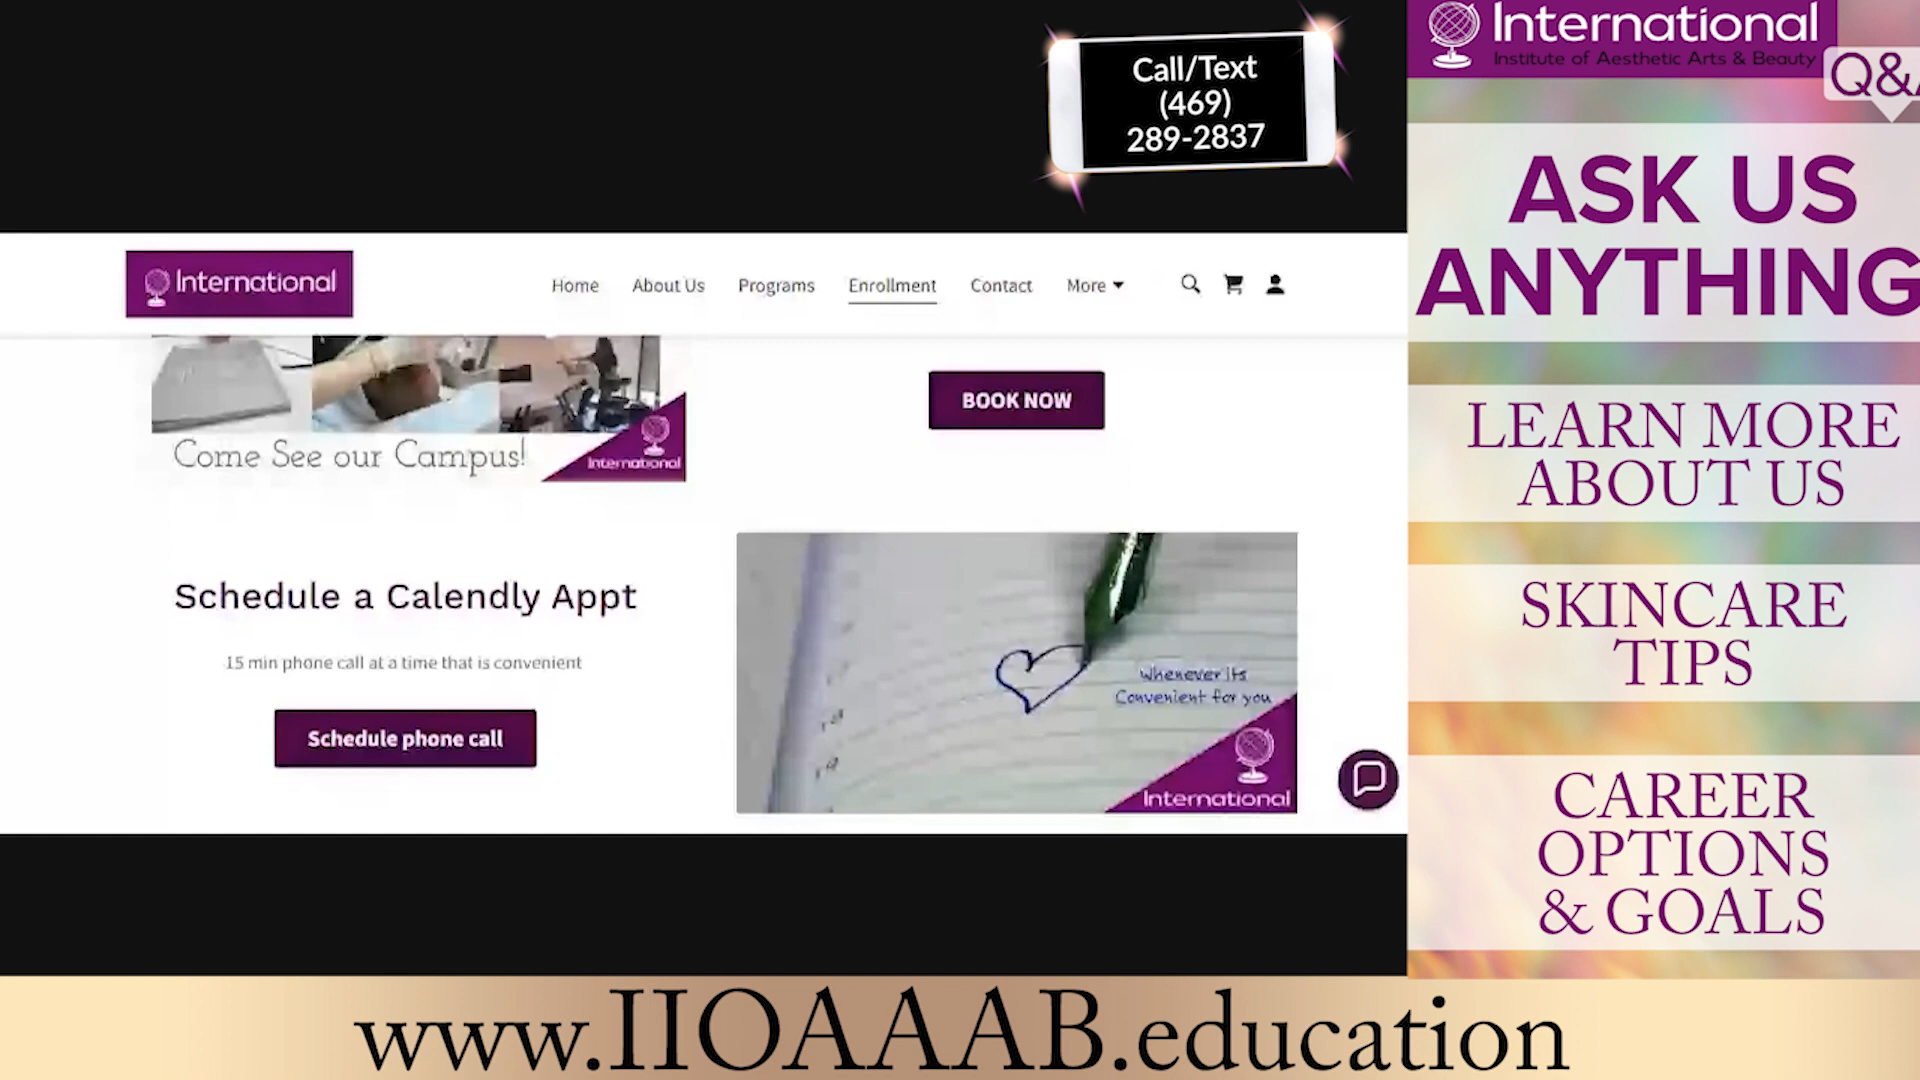 Call/Text
(469)
289-2837
International
Home
About Us
Programs
Enrollment
Contact
More
BOOK NOW
Come See our Campus!
International
Schedule a Calendly Appt
15 min phone call at a time that is convenient
Schedule phone call
Whenever its
Convenient for you
International
International
Institute of Aesthetic Arts & Beauty
Q&A
ASK US
ANYTHING
LEARN MORE
ABOUT US
SKINCARE
TIPS
CAREER
OPTIONS
& GOALS
www.IIOAAAB.education